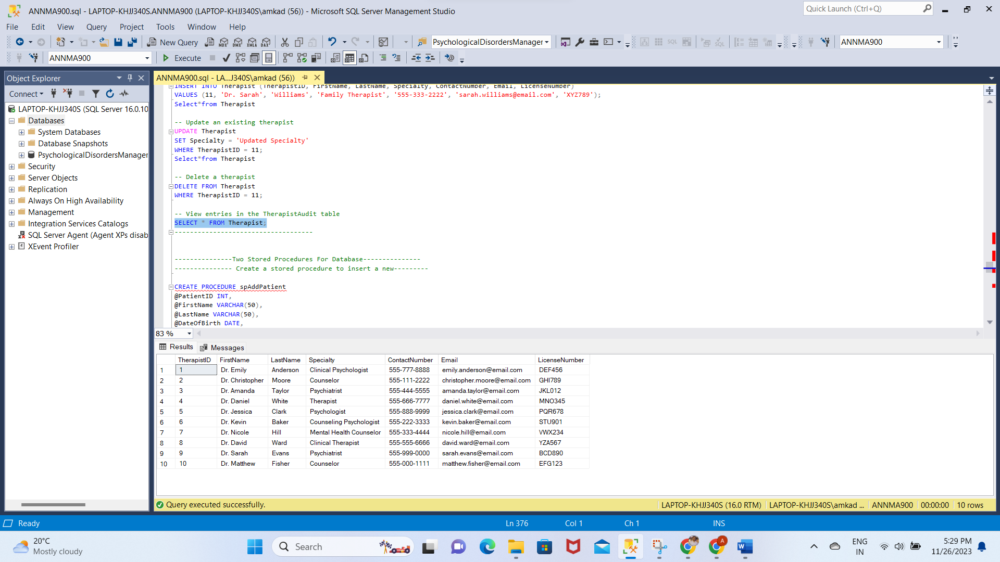 ANNMA900.sql - LAPTOP-KHJJ340S.ANNMA900 (LAPTOP-KHJJ340S\amkad (56)) - Microsoft SQL Server Management Studio
Quick Launch (Ctrl+Q)
File Edit View Query Project Tools Window Help
New Query MDX DMX XMLA DAX PsychologicalDisordersManager SQL SQL ANNMA900
ANNMA900 Execute
Object Explorer
ANNMA900.sql - LA...J340S\amkad (56))
Connect
LAPTOP-KHJJ340S (SQL Server 16.0.10
Databases
System Databases
Database Snapshots
PsychologicalDisordersManager
Security
Server Objects
Replication
Always On High Availability
Management
Integration Services Catalogs
SQL Server Agent (Agent XPs disab
XEvent Profiler
INSERT INTO Therapist (TherapistID, FirstName, LastName, Specialty, ContactNumber, Email, LicenseNumber)
VALUES (11, 'Dr. Sarah', 'Williams', 'Family Therapist', '555-333-2222', 'sarah.williams@email.com', 'XYZ789');
Select*from Therapist
-- Update an existing therapist
UPDATE Therapist
SET Specialty = 'Updated Specialty'
WHERE TherapistID = 11;
Select*from Therapist
-- Delete a therapist
DELETE FROM Therapist
WHERE TherapistID = 11;
-- View entries in the TherapistAudit table
SELECT * FROM Therapist;
------------------------------------
---------------Two Stored Procedures For Database---------------
--------------- Create a stored procedure to insert a new---------
CREATE PROCEDURE spAddPatient
@PatientID INT,
@FirstName VARCHAR(50),
@LastName VARCHAR(50),
@DateOfBirth DATE,
83 %
Results Messages
TherapistID FirstName LastName Specialty ContactNumber Email LicenseNumber
1 1 Dr. Emily Anderson Clinical Psychologist 555-777-8888 emily.anderson@email.com DEF456
2 2 Dr. Christopher Moore Counselor 555-111-2222 christopher.moore@email.com GHI789
3 3 Dr. Amanda Taylor Psychiatrist 555-444-5555 amanda.taylor@email.com JKL012
4 4 Dr. Daniel White Therapist 555-666-7777 daniel.white@email.com MNO345
5 5 Dr. Jessica Clark Psychologist 555-888-9999 jessica.clark@email.com PQR678
6 6 Dr. Kevin Baker Counseling Psychologist 555-222-3333 kevin.baker@email.com STU901
7 7 Dr. Nicole Hill Mental Health Counselor 555-333-4444 nicole.hill@email.com VWX234
8 8 Dr. David Ward Clinical Therapist 555-555-6666 david.ward@email.com YZA567
9 9 Dr. Sarah Evans Psychiatrist 555-999-0000 sarah.evans@email.com BCD890
10 10 Dr. Matthew Fisher Counselor 555-000-1111 matthew.fisher@email.com EFG123
Query executed successfully. LAPTOP-KHJJ340S (16.0 RTM) LAPTOP-KHJJ340S\amkad ... ANNMA900 00:00:00 10 rows
Ready Ln 376 Col 1 Ch 1 INS
20°C
Mostly cloudy
Search
A
W
ENG
IN
5:29 PM
11/26/2023